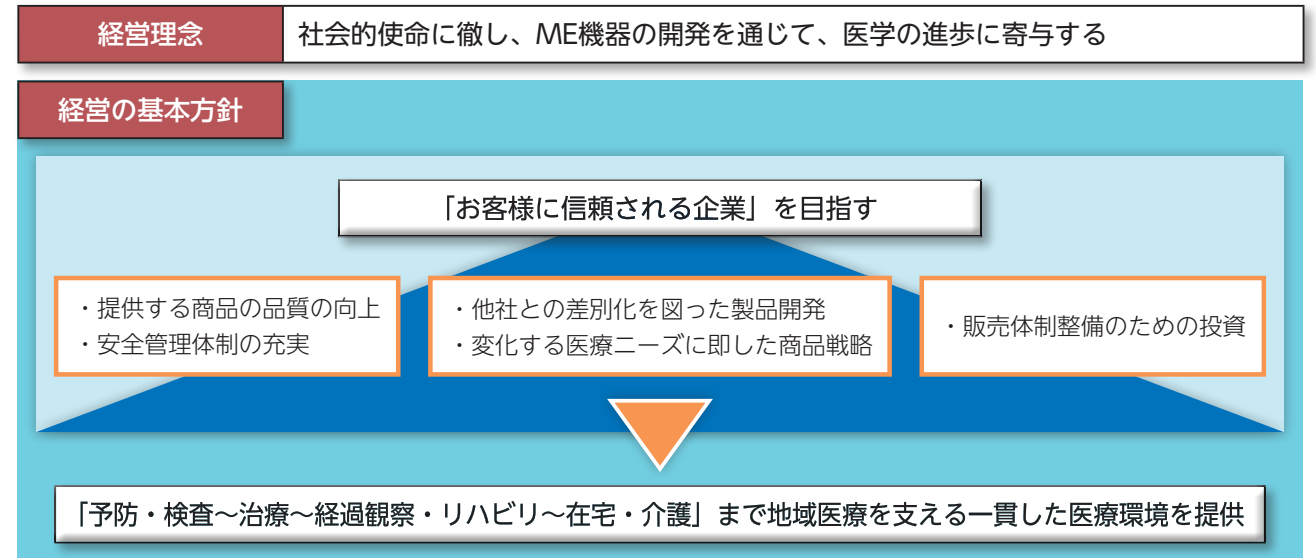 経営理念
社会的使命に徹し、ME機器の開発を通じて、医学の進歩に寄与する
経営の基本方針
「お客様に信頼される企業」を目指す
・提供する商品の品質の向上
・安全管理体制の充実
・他社との差別化を図った製品開発
・変化する医療ニーズに即した商品戦略
・販売体制整備のための投資
「予防・検査～治療～経過観察・リハビリ～在宅・介護」まで地域医療を支える一貫した医療環境を提供